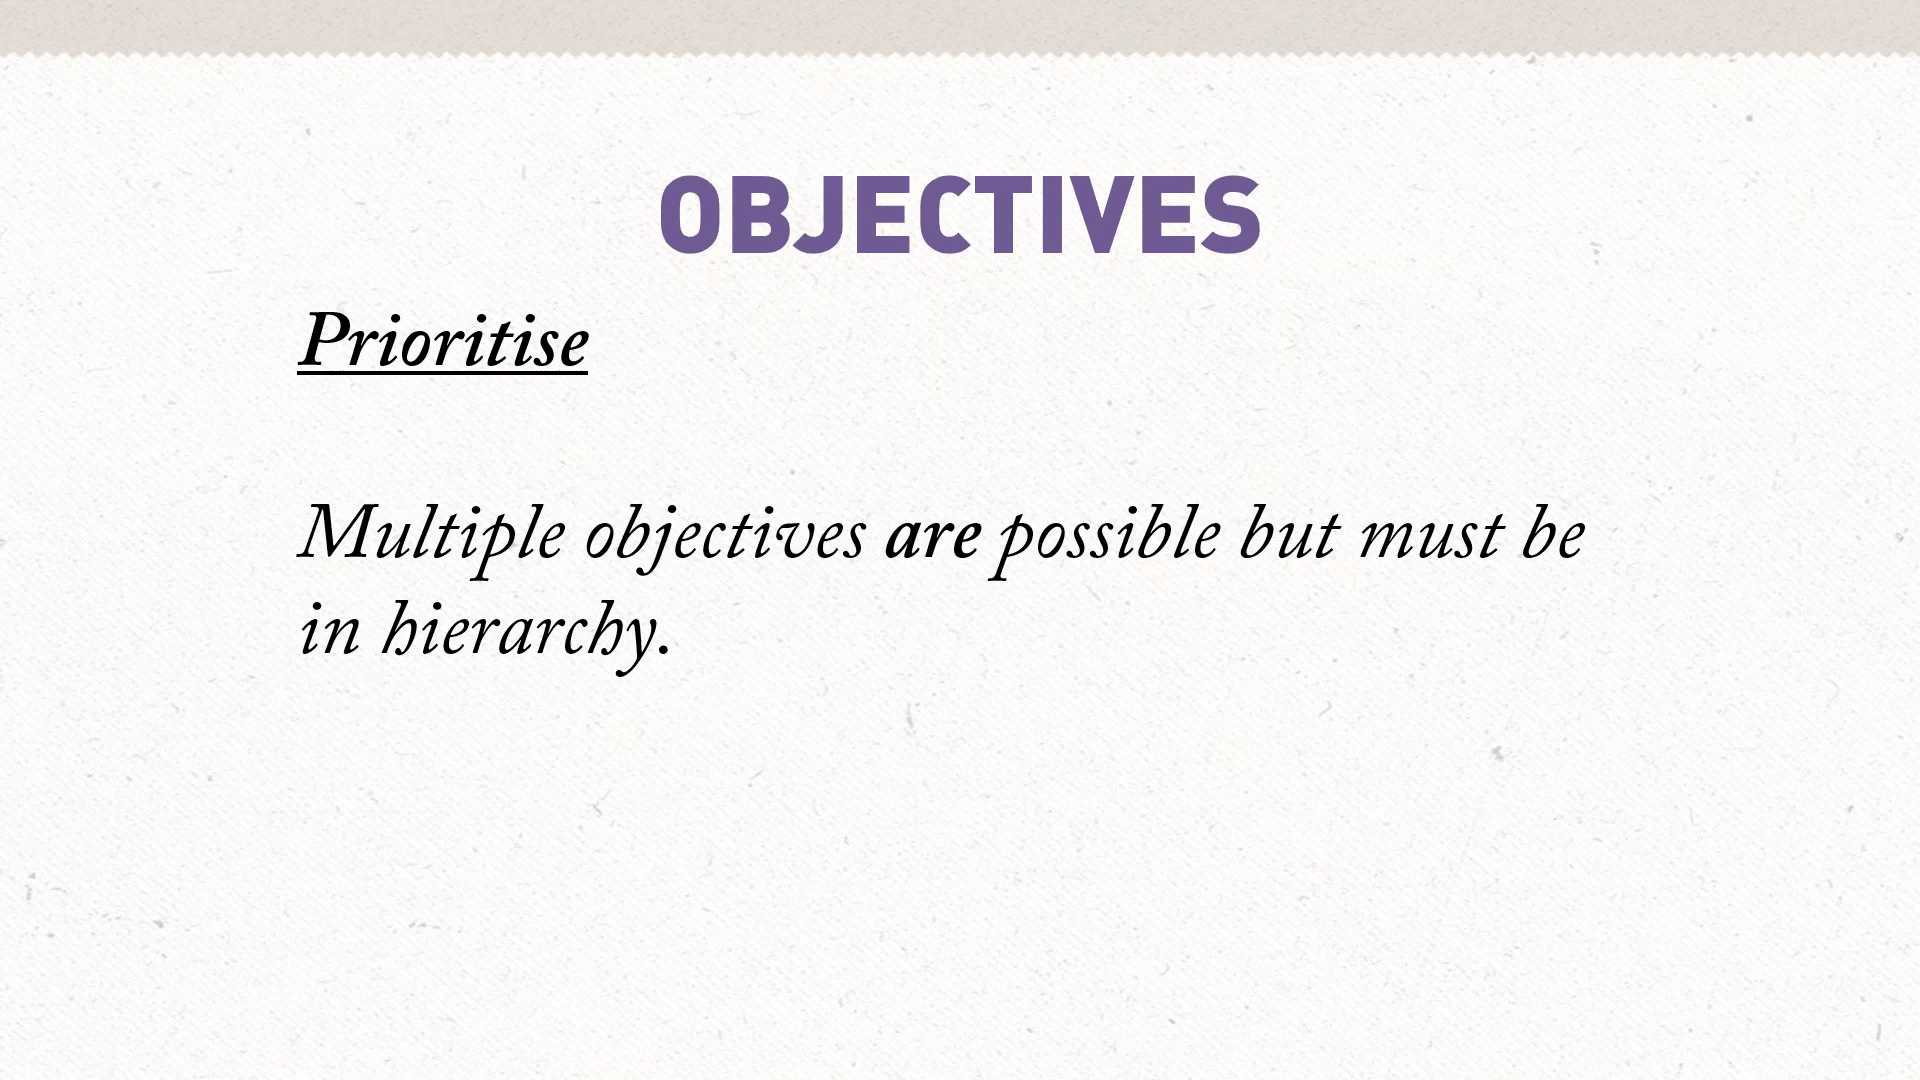 OBJECTIVES
Prioritise
Multiple objectives are possible but must be
in hierarchy.